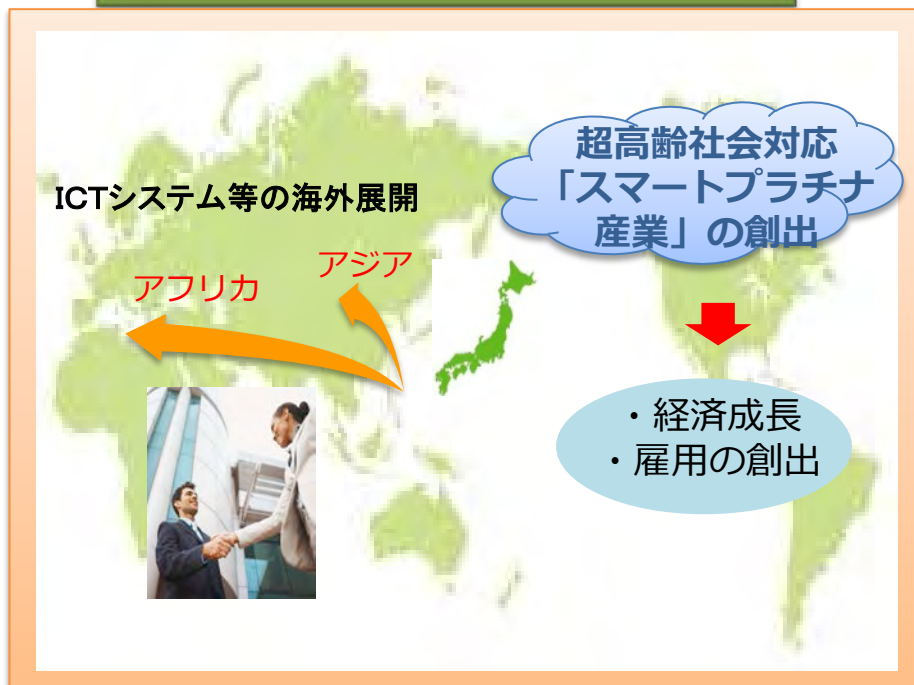 ICTシステム等の海外展開
アフリカ
アジア
超高齢社会対応
「スマートプラチナ
産業」の創出
・経済成長
・雇用の創出